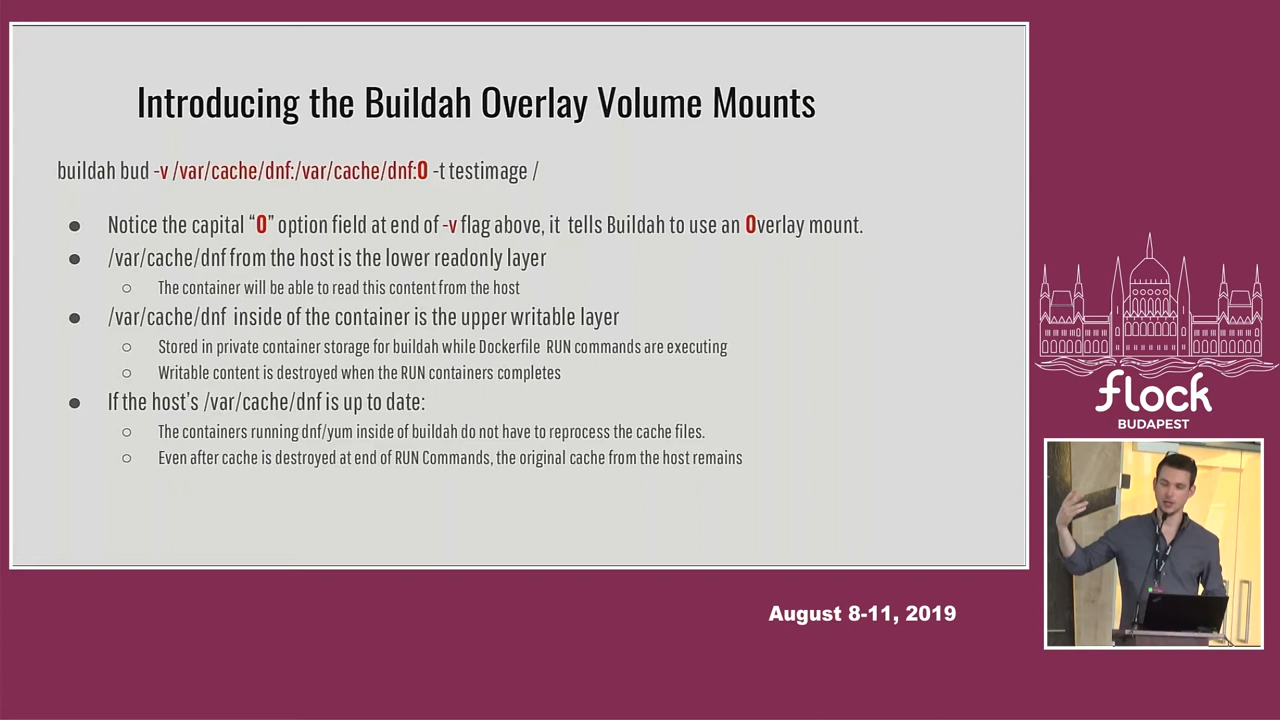 Introducing the Buildah Overlay Volume Mounts
buildah bud -v /var/cache/dnf:/var/cache/dnf:O -t testimage /
● Notice the capital “O” option field at end of -v flag above, it tells Buildah to use an Overlay mount.
● /var/cache/dnf from the host is the lower readonly layer
○ The container will be able to read this content from the host
● /var/cache/dnf inside of the container is the upper writable layer
○ Stored in private container storage for buildah while Dockerfile RUN commands are executing
○ Writable content is destroyed when the RUN containers completes
● If the host’s /var/cache/dnf is up to date:
○ The containers running dnf/yum inside of buildah do not have to reprocess the cache files.
○ Even after cache is destroyed at end of RUN Commands, the original cache from the host remains
flock
BUDAPEST
August 8-11, 2019